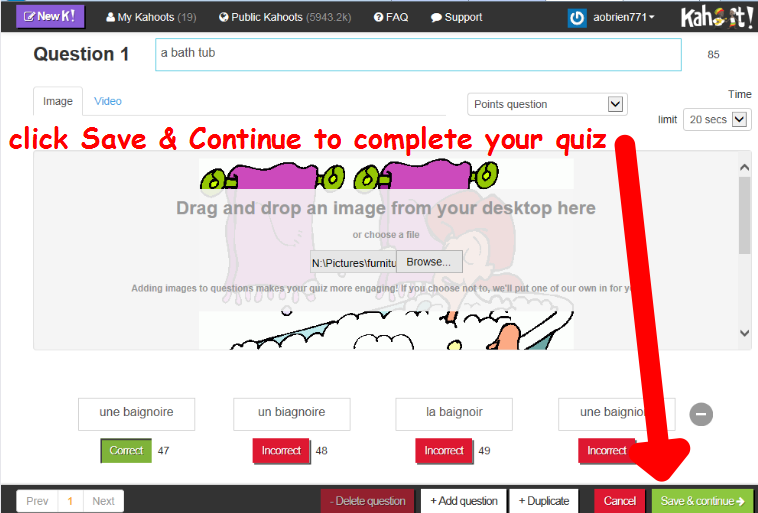 New K! My Kahoots (19) Public Kahoots (5943.2k) FAQ Support aobrien771 Kahoot!
Question 1 a bath tub 85
Time
Image Video Points question limit 20 secs
click Save & Continue to complete your quiz
Drag and drop an image from your desktop here
or choose a file
N:\Pictures\furnitu Browse...
Adding images to questions makes your quiz more engaging! If you choose not to, we'll put one of our own in for
une baignoire un biagnoire la baignoir une
Correct 47 Incorrect 48 Incorrect 49 Incorrect
Prev 1 Next - Delete question + Add question + Duplicate Cancel Save & continue